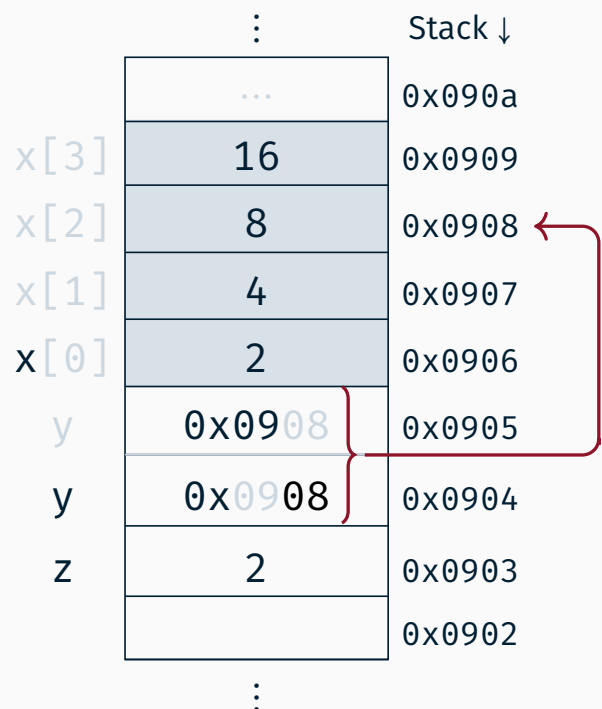 ⋮ Stack ↓
… 0x090a
x[3] 16 0x0909
x[2] 8 0x0908
x[1] 4 0x0907
x[0] 2 0x0906
y 0x0908 0x0905
y 0x0908 0x0904
z 2 0x0903
0x0902
⋮